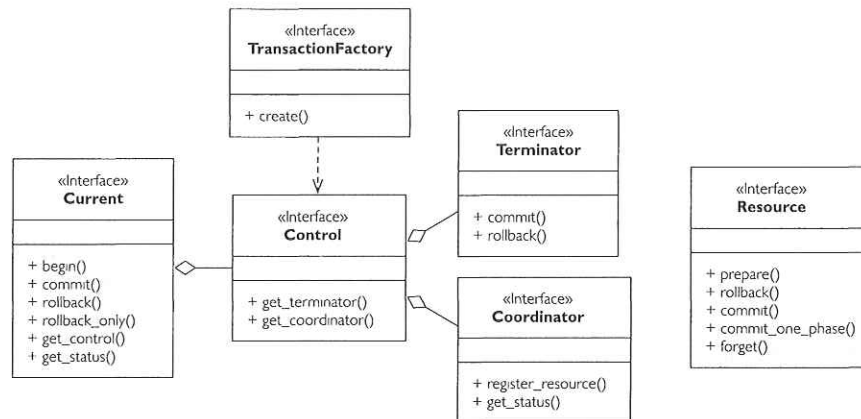 «Interface»
TransactionFactory
+ create()
«Interface»
Terminator
+ commit()
+ rollback()
«Interface»
Current
+ begin()
+ commit()
+ rollback()
+ rollback_only()
+ get_control()
+ get_status()
«Interface»
Control
+ get_terminator()
+ get_coordinator()
«Interface»
Coordinator
+ register_resource()
+ get_status()
«Interface»
Resource
+ prepare()
+ rollback()
+ commit()
+ commit_one_phase()
+ forget()